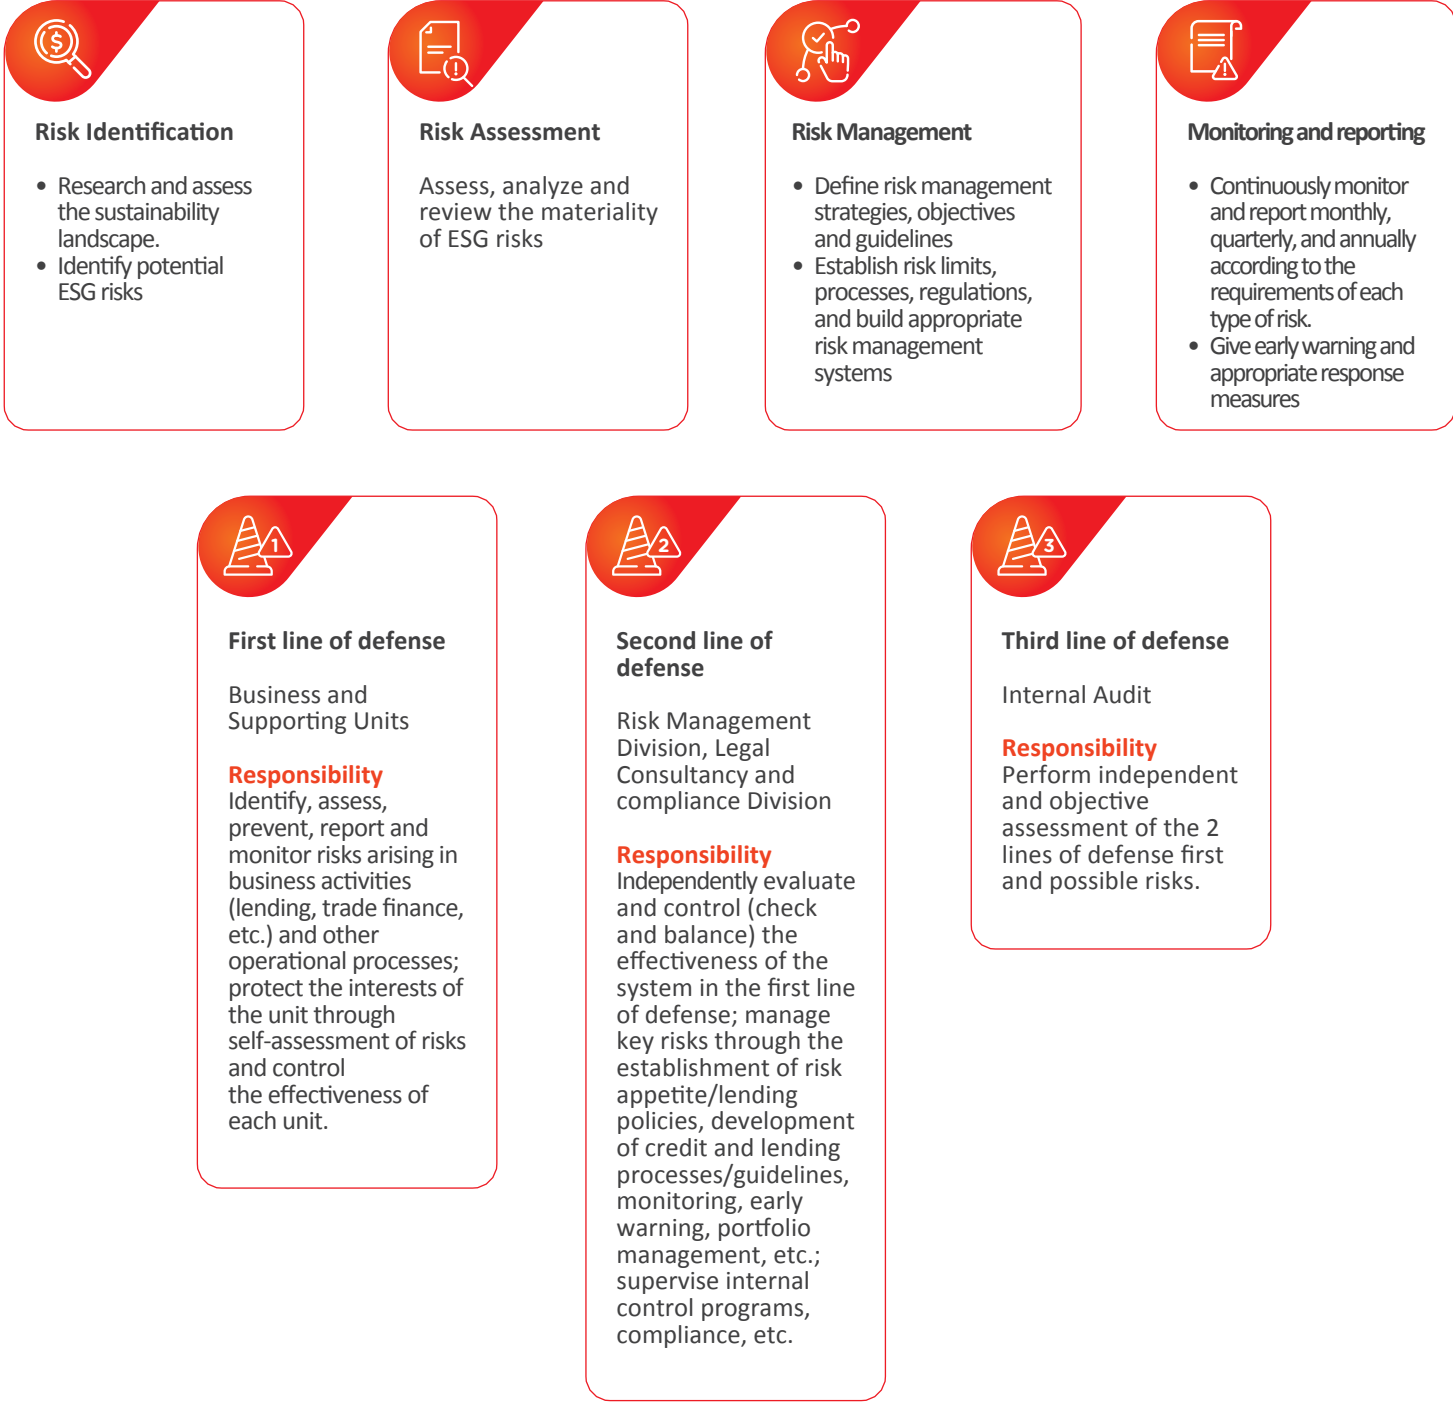 Risk Identification
• Research and assess
the sustainability
landscape.
• Identify potential
ESG risks
Risk Assessment
Assess, analyze and
review the materiality
of ESG risks
Risk Management
• Define risk management
strategies, objectives
and guidelines
• Establish risk limits,
processes, regulations,
and build appropriate
risk management
systems
Monitoring and reporting
• Continuously monitor
and report monthly,
quarterly, and annually
according to the
requirements of each
type of risk.
• Give early warning and
appropriate response
measures
1
First line of defense
Business and
Supporting Units
Responsibility
Identify, assess,
prevent, report and
monitor risks arising in
business activities
(lending, trade finance,
etc.) and other
operational processes;
protect the interests of
the unit through
self-assessment of risks
and control
the effectiveness of
each unit.
2
Second line of
defense
Risk Management
Division, Legal
Consultancy and
compliance Division
Responsibility
Independently evaluate
and control (check
and balance) the
effectiveness of the
system in the first line
of defense; manage
key risks through the
establishment of risk
appetite/lending
policies, development
of credit and lending
processes/guidelines,
monitoring, early
warning, portfolio
management, etc.;
supervise internal
control programs,
compliance, etc.
3
Third line of defense
Internal Audit
Responsibility
Perform independent
and objective
assessment of the 2
lines of defense first
and possible risks.